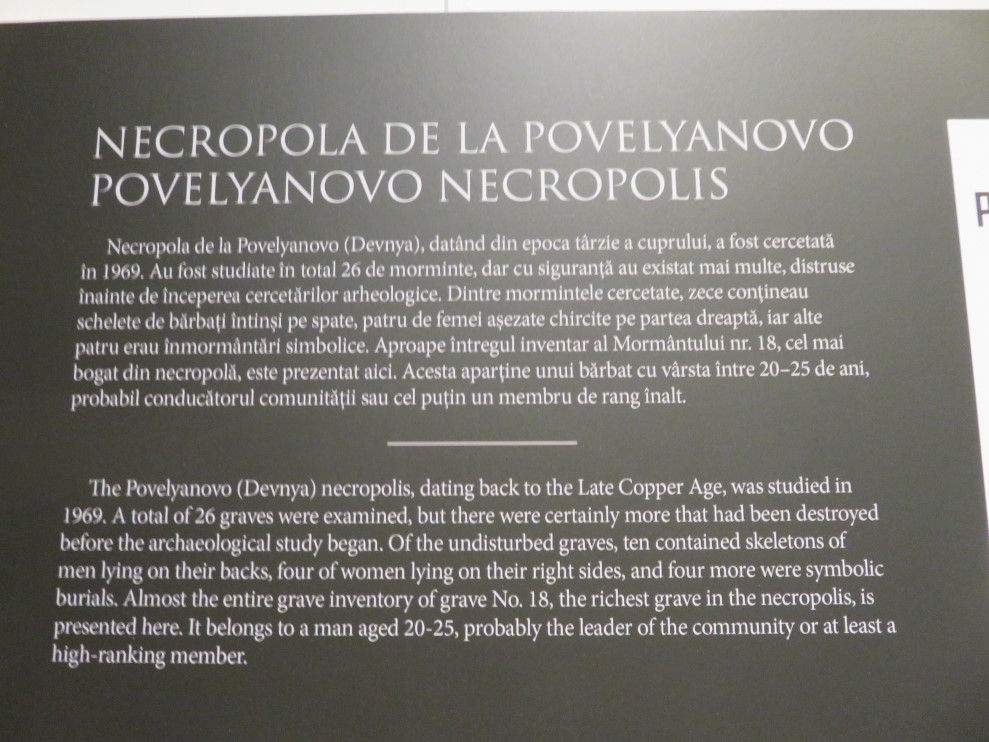 NECROPOLA DE LA POVELYANOVO
POVELYANOVO NECROPOLIS
Necropola de la Povelyanovo (Devnya), datând din epoca târzie a cuprului, a fost cercetată
în 1969. Au fost studiate în total 26 de morminte, dar cu siguranță au existat mai multe, distruse
înainte de începerea cercetărilor arheologice. Dintre mormintele cercetate, zece conțineau
schelete de bărbați întinși pe spate, patru de femei așezate chircite pe partea dreaptă, iar alte
patru erau înmormântări simbolice. Aproape întregul inventar al Mormântului nr. 18, cel mai
bogat din necropolă, este prezentat aici. Acesta aparține unui bărbat cu vârsta între 20–25 de ani,
probabil conducătorul comunității sau cel puțin un membru de rang înalt.
The Povelyanovo (Devnya) necropolis, dating back to the Late Copper Age, was studied in
1969. A total of 26 graves were examined, but there were certainly more that had been destroyed
before the archaeological study began. Of the undisturbed graves, ten contained skeletons of
men lying on their backs, four of women lying on their right sides, and four more were symbolic
burials. Almost the entire grave inventory of grave No. 18, the richest grave in the necropolis, is
presented here. It belongs to a man aged 20-25, probably the leader of the community or at least a
high-ranking member.